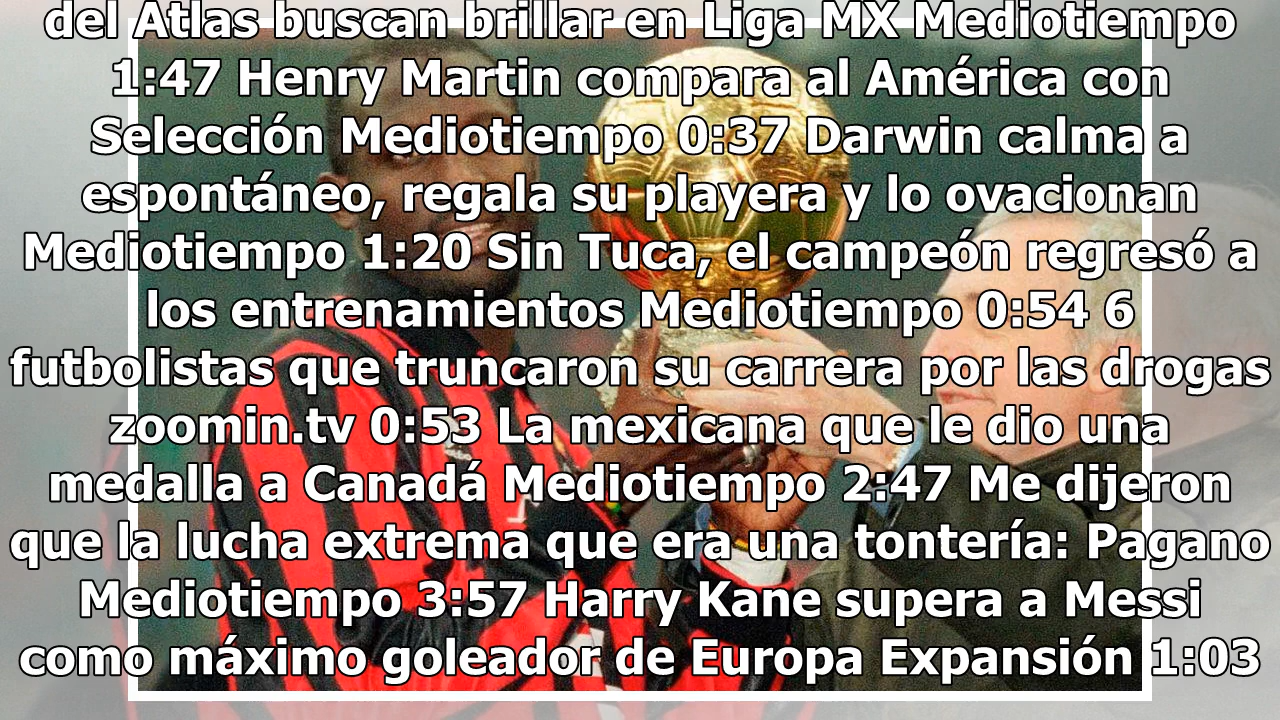 del Atlas buscan brillar en Liga MX Mediotiempo
1:47 Henry Martin compara al América con
Selección Mediotiempo 0:37 Darwin calma a
espontáneo, regala su playera y lo ovacionan
Mediotiempo 1:20 Sin Tuca, el campeón regresó a
los entrenamientos Mediotiempo 0:54 6
futbolistas que truncaron su carrera por las drogas
zoomin.tv 0:53 La mexicana que le dio una
medalla a Canadá Mediotiempo 2:47 Me dijeron
que la lucha extrema que era una tontería: Pagano
Mediotiempo 3:57 Harry Kane supera a Messi
como máximo goleador de Europa Expansión 1:03